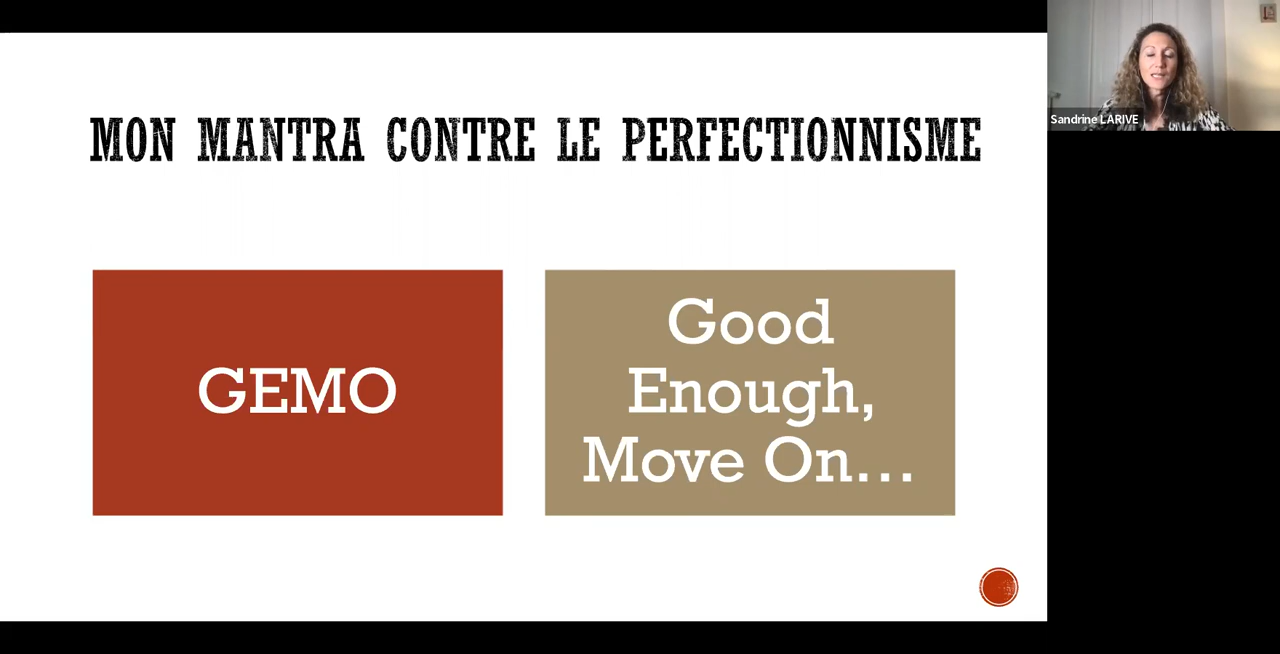 MON MANTRA CONTRE LE PERFECTIONNISME
GEMO
Good
Enough,
Move On...
Sandrine LARIVE